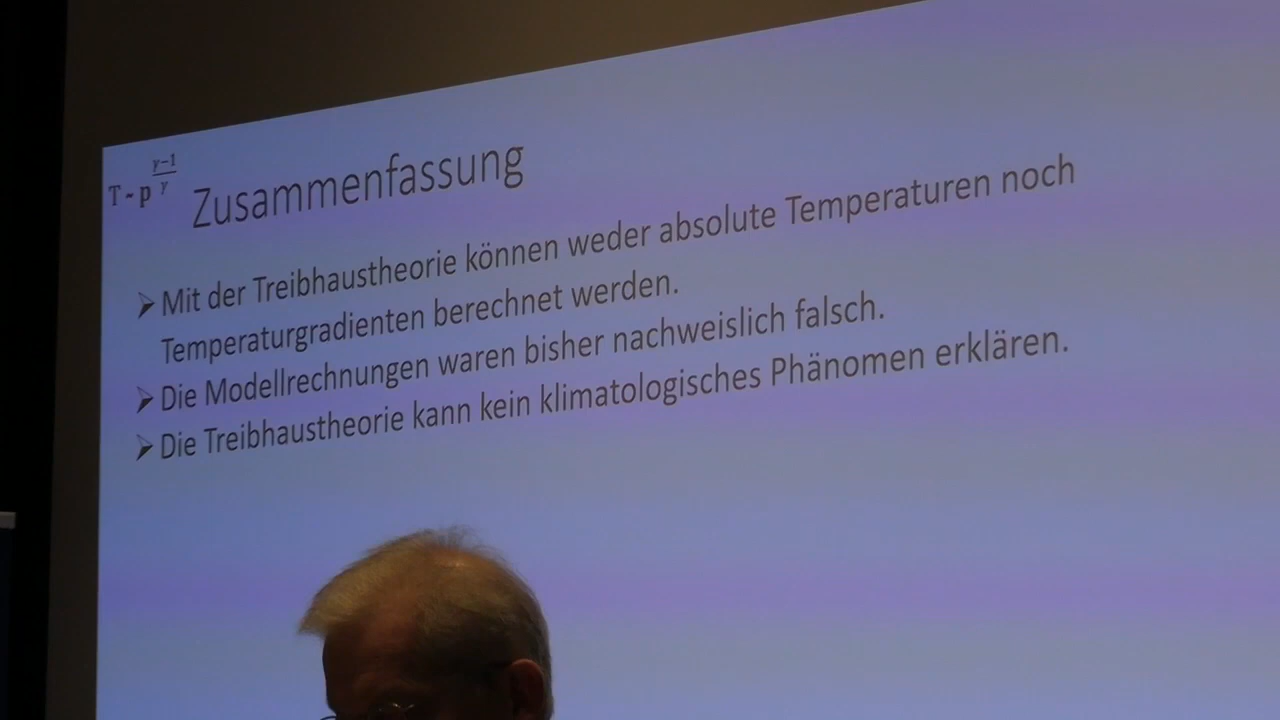 T ~ p^((γ−1)/γ)
Zusammenfassung
➢ Mit der Treibhaustheorie können weder absolute Temperaturen noch
Temperaturgradienten berechnet werden.
➢ Die Modellrechnungen waren bisher nachweislich falsch.
➢ Die Treibhaustheorie kann kein klimatologisches Phänomen erklären.